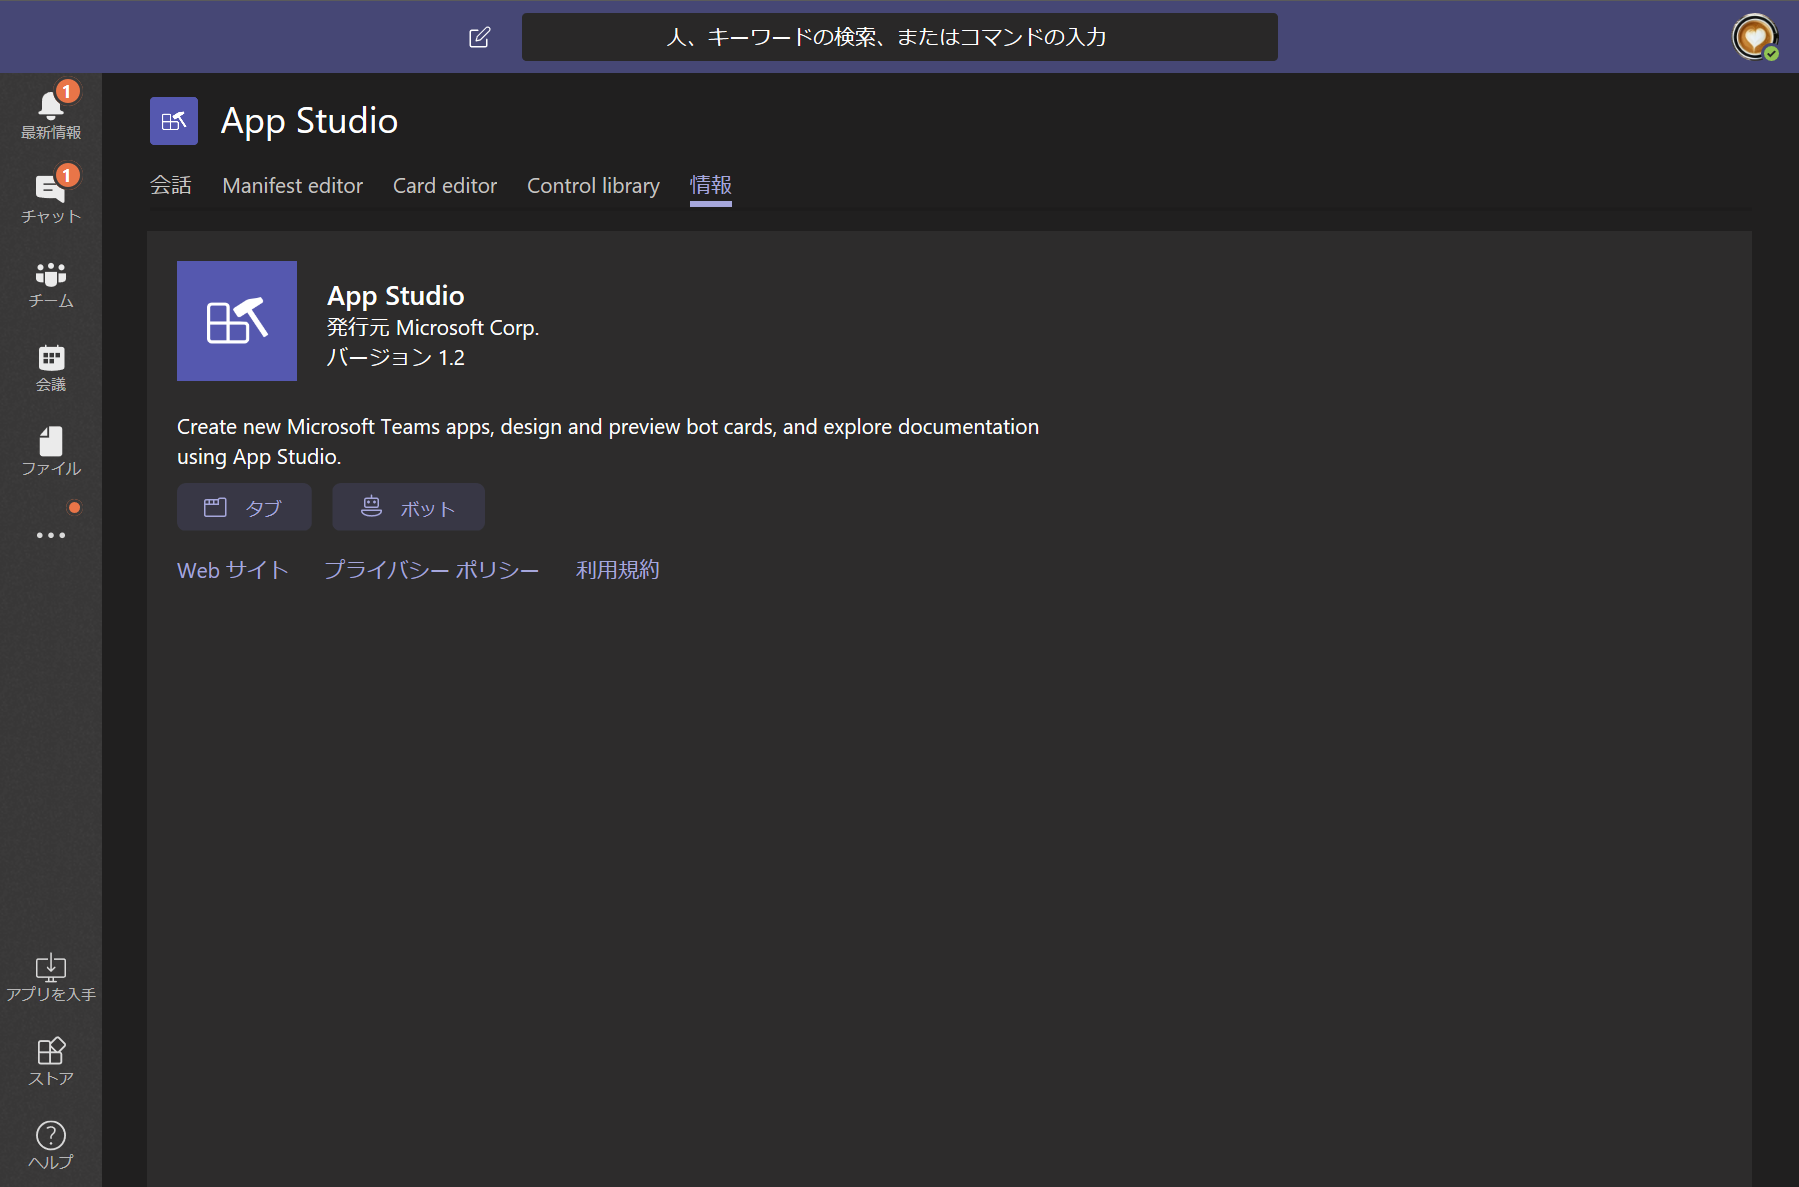 人、キーワードの検索、またはコマンドの入力
1
最新情報
1
チャット
チーム
会議
ファイル
アプリを入手
ストア
ヘルプ
App Studio
会話 Manifest editor Card editor Control library 情報
App Studio
発行元 Microsoft Corp.
バージョン 1.2
Create new Microsoft Teams apps, design and preview bot cards, and explore documentation
using App Studio.
タブ ボット
Web サイト プライバシー ポリシー 利用規約